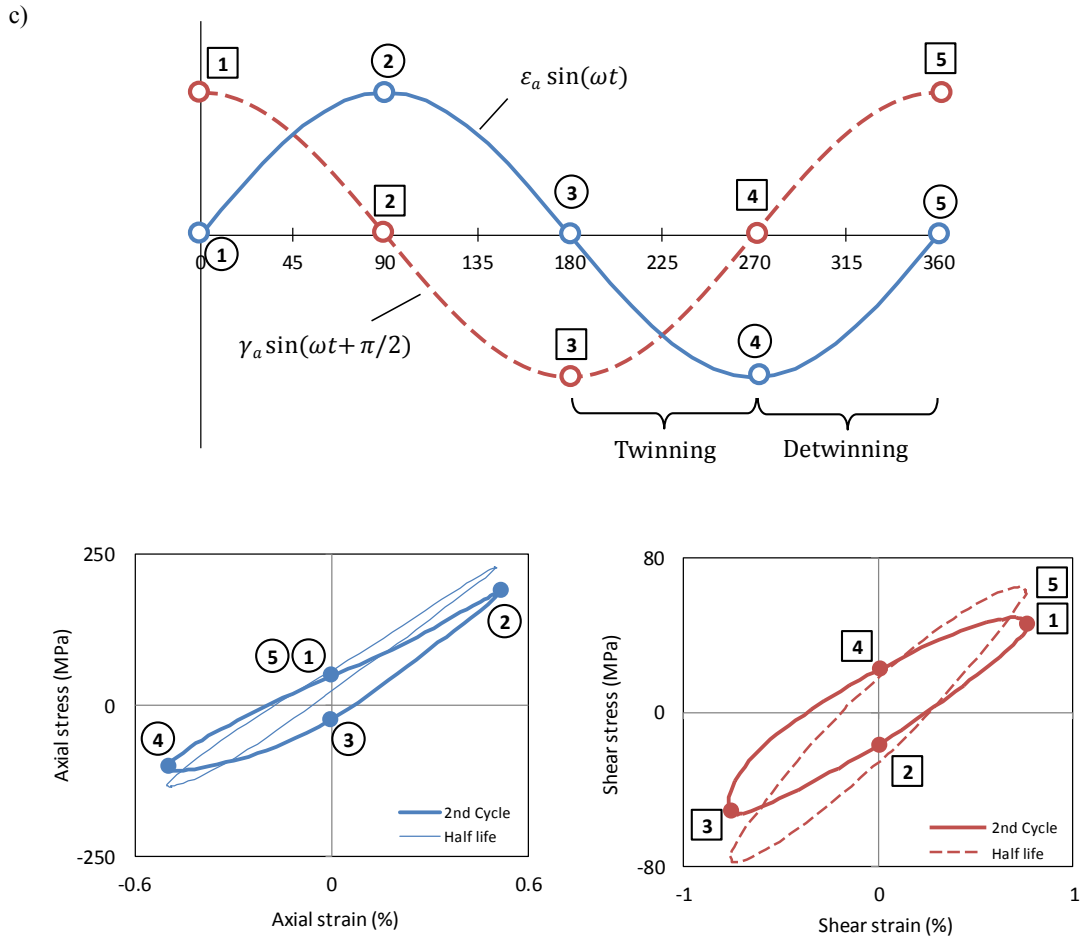 c)
1
2
5
ε_a sin(ωt)
2
3
4
5
1
0 45 90 135 180 225 270 315 360
γ_a sin(ωt + π/2)
3
4
Twinning Detwinning
250
0
-250
-0.6 0 0.6
Axial stress (MPa)
Axial strain (%)
5 1
2
4
3
2nd Cycle
Half life
80
0
-80
-1 0 1
Shear stress (MPa)
Shear strain (%)
5
1
4
2
3
2nd Cycle
Half life